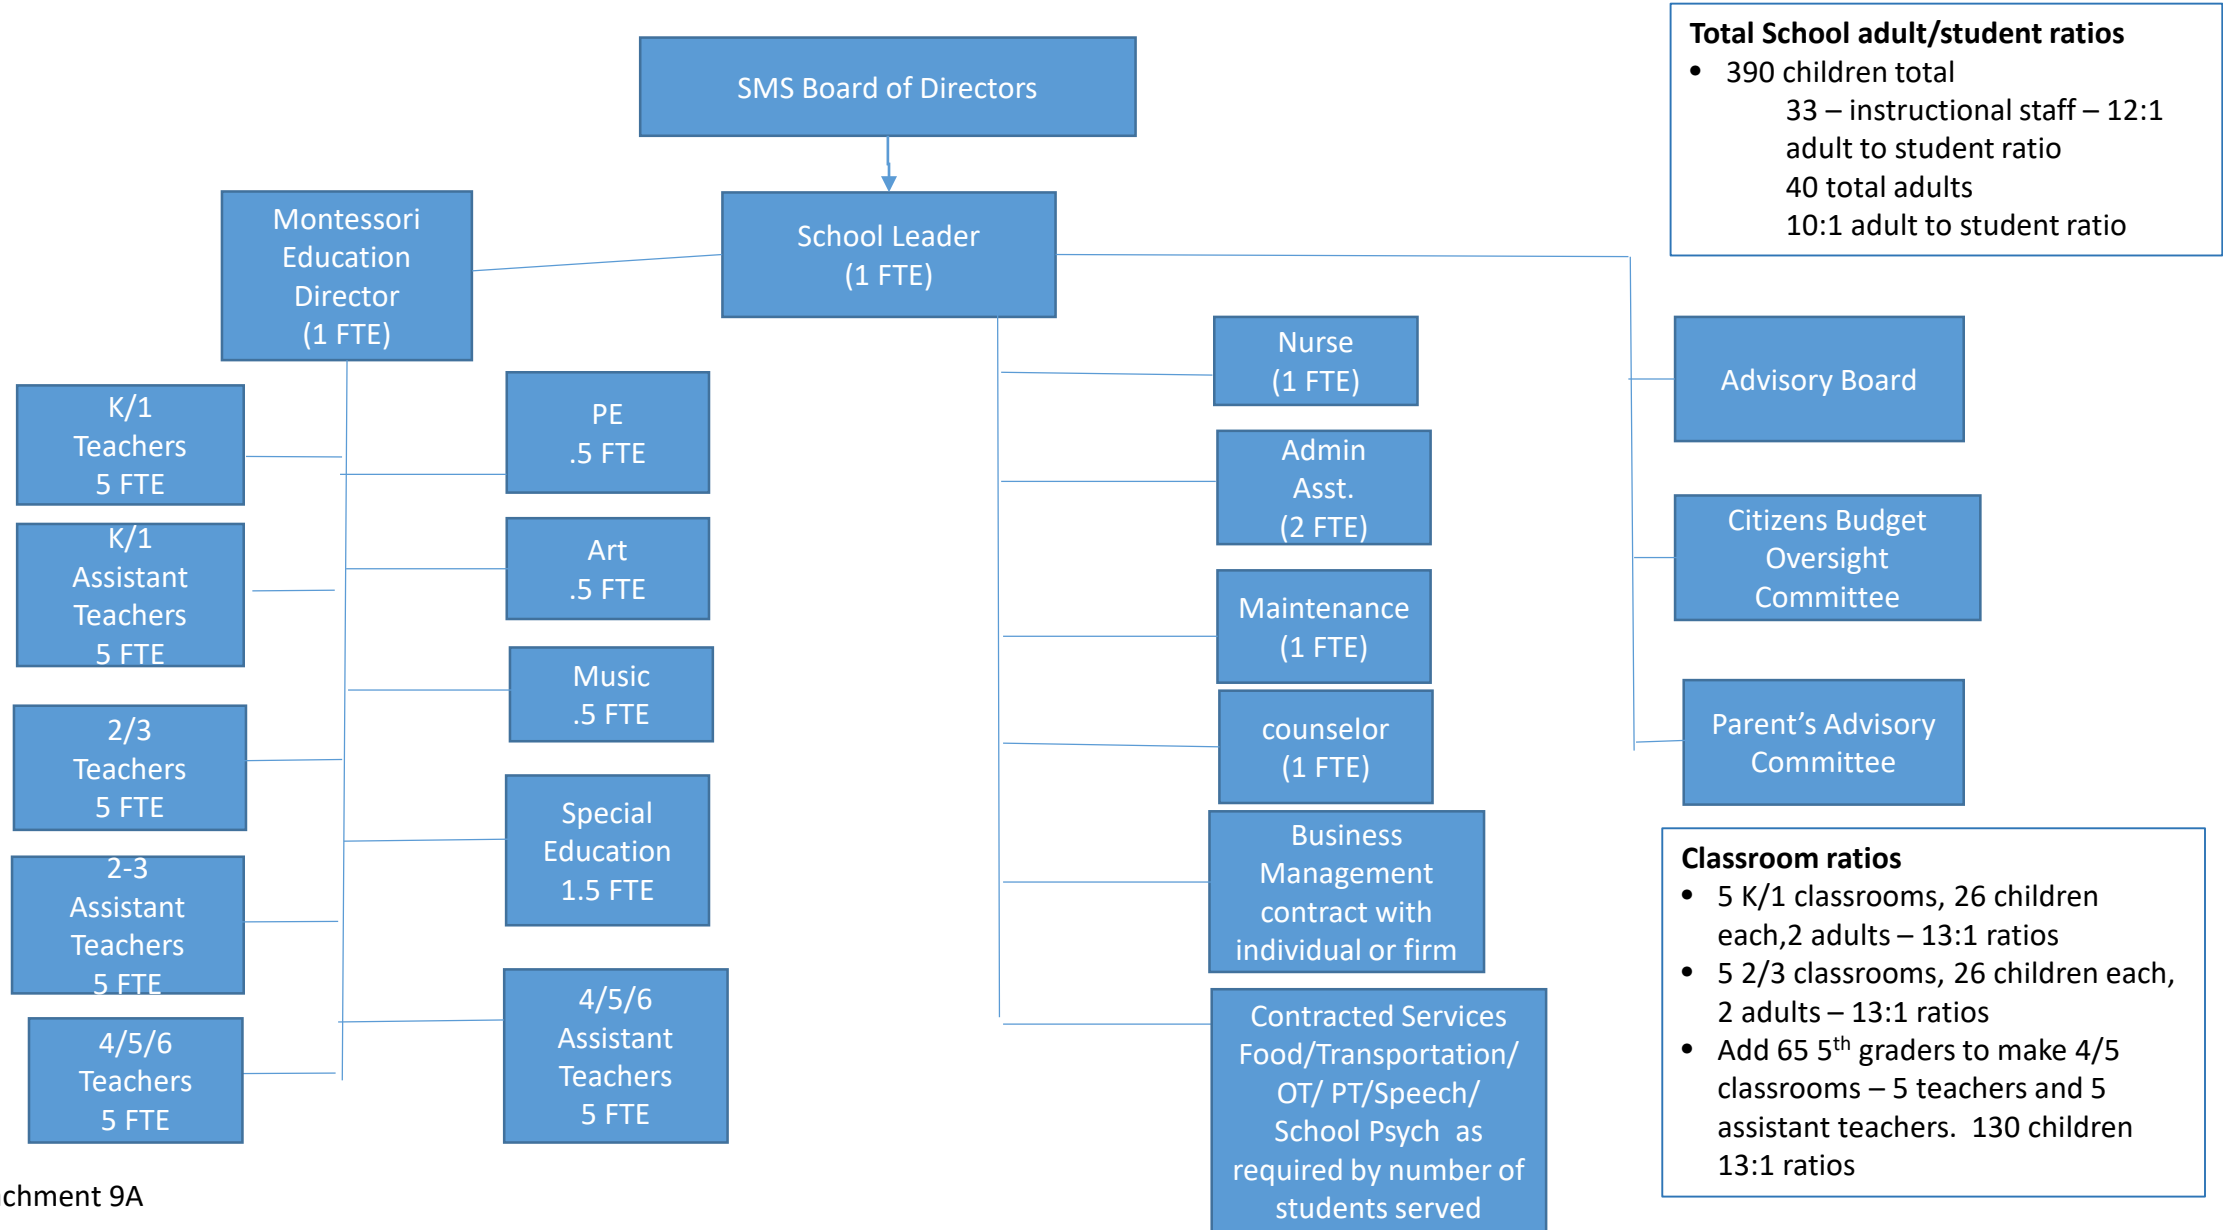 SMS Board of Directors
Total School adult/student ratios
• 390 children total
33 – instructional staff – 12:1
adult to student ratio
40 total adults
10:1 adult to student ratio
Montessori
Education
Director
(1 FTE)
School Leader
(1 FTE)
K/1
Teachers
5 FTE
K/1
Assistant
Teachers
5 FTE
2/3
Teachers
5 FTE
2-3
Assistant
Teachers
5 FTE
4/5/6
Teachers
5 FTE
PE
.5 FTE
Art
.5 FTE
Music
.5 FTE
Special
Education
1.5 FTE
4/5/6
Assistant
Teachers
5 FTE
Nurse
(1 FTE)
Admin
Asst.
(2 FTE)
Maintenance
(1 FTE)
counselor
(1 FTE)
Business
Management
contract with
individual or firm
Contracted Services
Food/Transportation/
OT/ PT/Speech/
School Psych as
required by number of
students served
Advisory Board
Citizens Budget
Oversight
Committee
Parent’s Advisory
Committee
Classroom ratios
• 5 K/1 classrooms, 26 children
each,2 adults – 13:1 ratios
• 5 2/3 classrooms, 26 children each,
2 adults – 13:1 ratios
• Add 65 5th graders to make 4/5
classrooms – 5 teachers and 5
assistant teachers. 130 children
13:1 ratios
achment 9A